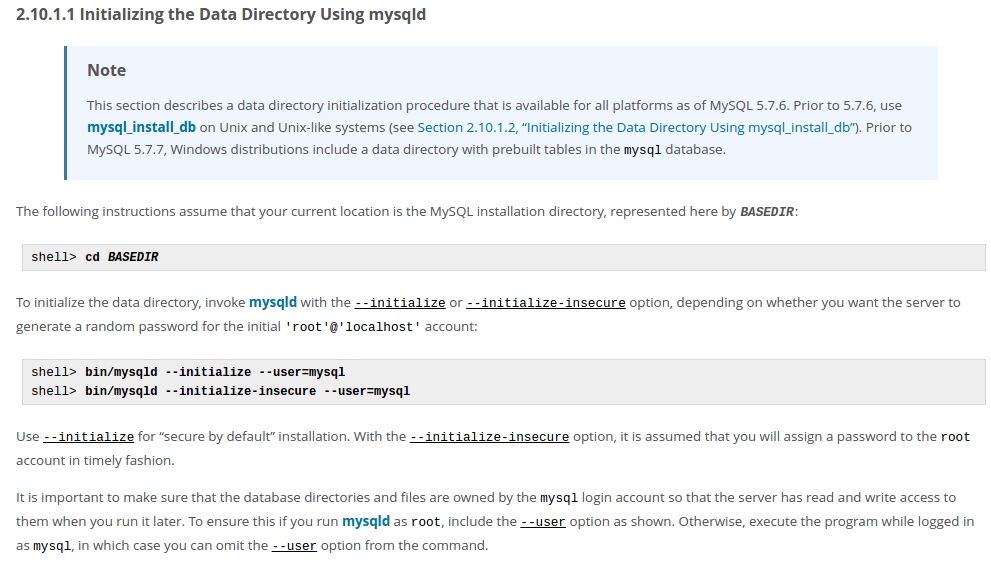 2.10.1.1 Initializing the Data Directory Using mysqld
Note
This section describes a data directory initialization procedure that is available for all platforms as of MySQL 5.7.6. Prior to 5.7.6, use
mysql_install_db on Unix and Unix-like systems (see Section 2.10.1.2, “Initializing the Data Directory Using mysql_install_db”). Prior to
MySQL 5.7.7, Windows distributions include a data directory with prebuilt tables in the mysql database.
The following instructions assume that your current location is the MySQL installation directory, represented here by BASEDIR:
shell> cd BASEDIR
To initialize the data directory, invoke mysqld with the --initialize or --initialize-insecure option, depending on whether you want the server to
generate a random password for the initial 'root'@'localhost' account:
shell> bin/mysqld --initialize --user=mysql
shell> bin/mysqld --initialize-insecure --user=mysql
Use --initialize for “secure by default” installation. With the --initialize-insecure option, it is assumed that you will assign a password to the root
account in timely fashion.
It is important to make sure that the database directories and files are owned by the mysql login account so that the server has read and write access to
them when you run it later. To ensure this if you run mysqld as root, include the --user option as shown. Otherwise, execute the program while logged in
as mysql, in which case you can omit the --user option from the command.